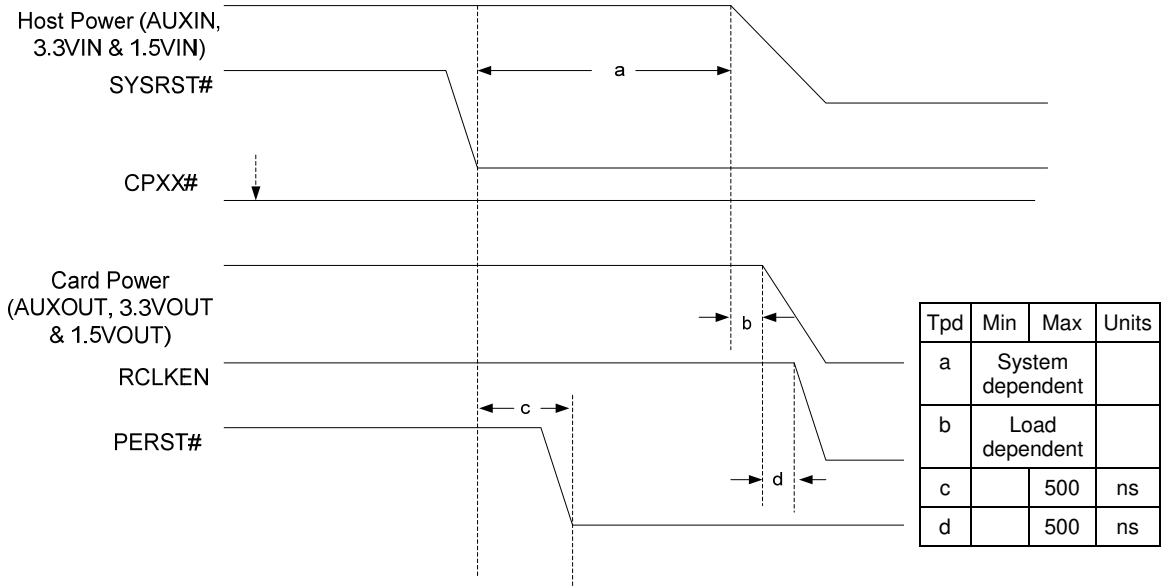 Host Power (AUXIN,
3.3VIN & 1.5VIN)
a
SYSRST#
CPXX#
Card Power
(AUXOUT, 3.3VOUT
& 1.5VOUT)
b
RCLKEN
c
PERST#
d
Tpd Min Max Units
a System
dependent
b Load
dependent
c 500 ns
d 500 ns